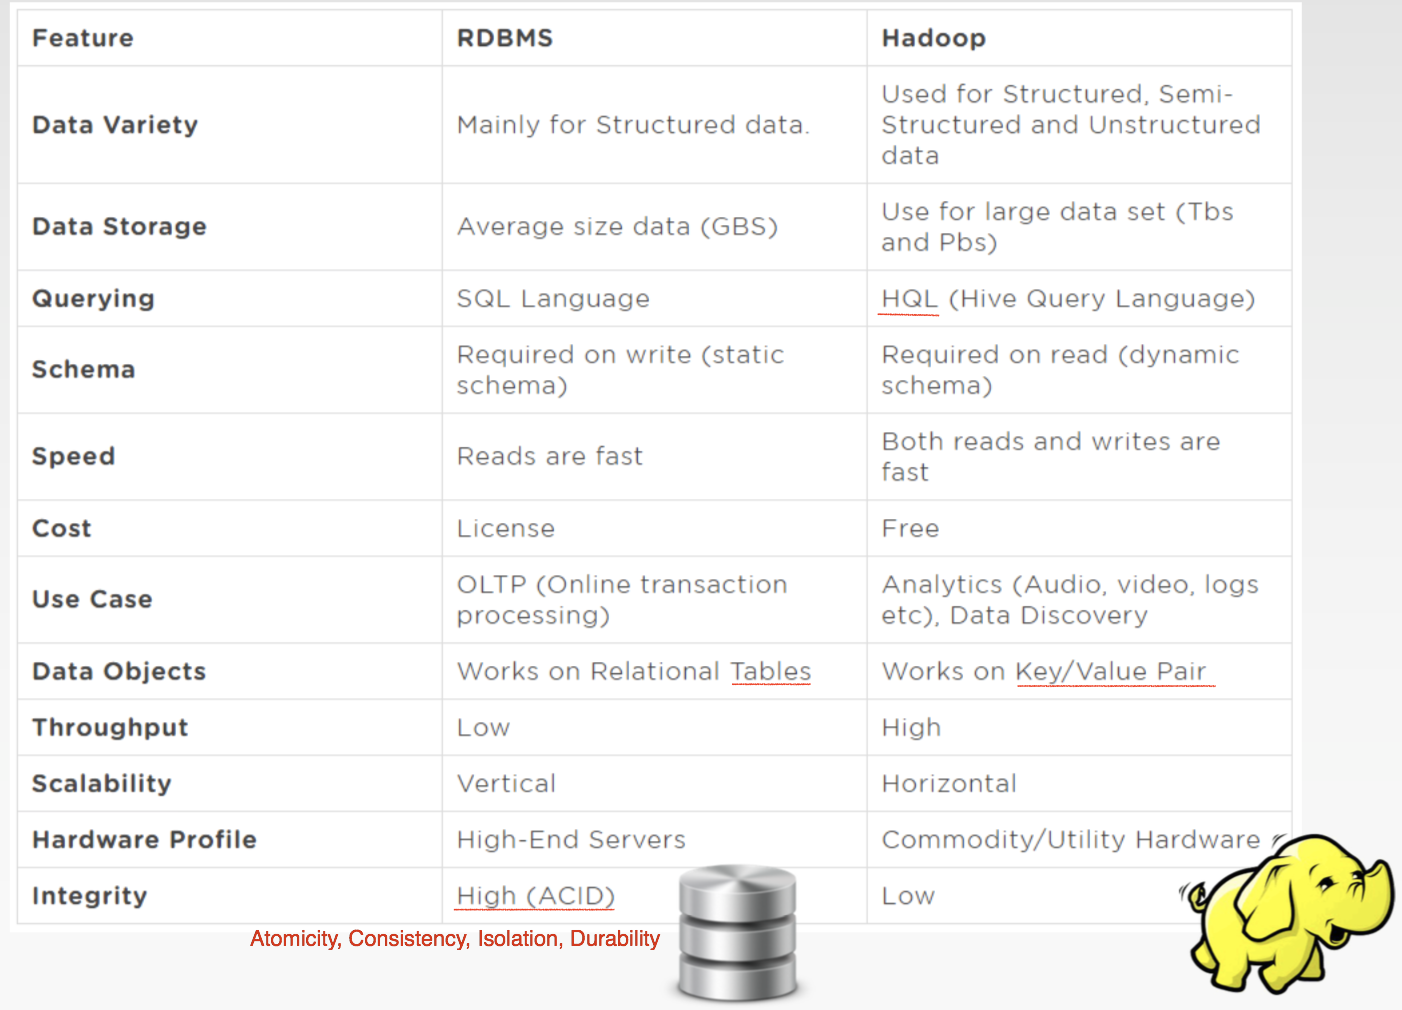 Feature RDBMS Hadoop
Data Variety Mainly for Structured data. Used for Structured, Semi-
Structured and Unstructured
data
Data Storage Average size data (GBS) Use for large data set (Tbs
and Pbs)
Querying SQL Language HQL (Hive Query Language)
Schema Required on write (static
schema) Required on read (dynamic
schema)
Speed Reads are fast Both reads and writes are
fast
Cost License Free
Use Case OLTP (Online transaction
processing) Analytics (Audio, video, logs
etc), Data Discovery
Data Objects Works on Relational Tables Works on Key/Value Pair
Throughput Low High
Scalability Vertical Horizontal
Hardware Profile High-End Servers Commodity/Utility Hardware
Integrity High (ACID) Low
Atomicity, Consistency, Isolation, Durability